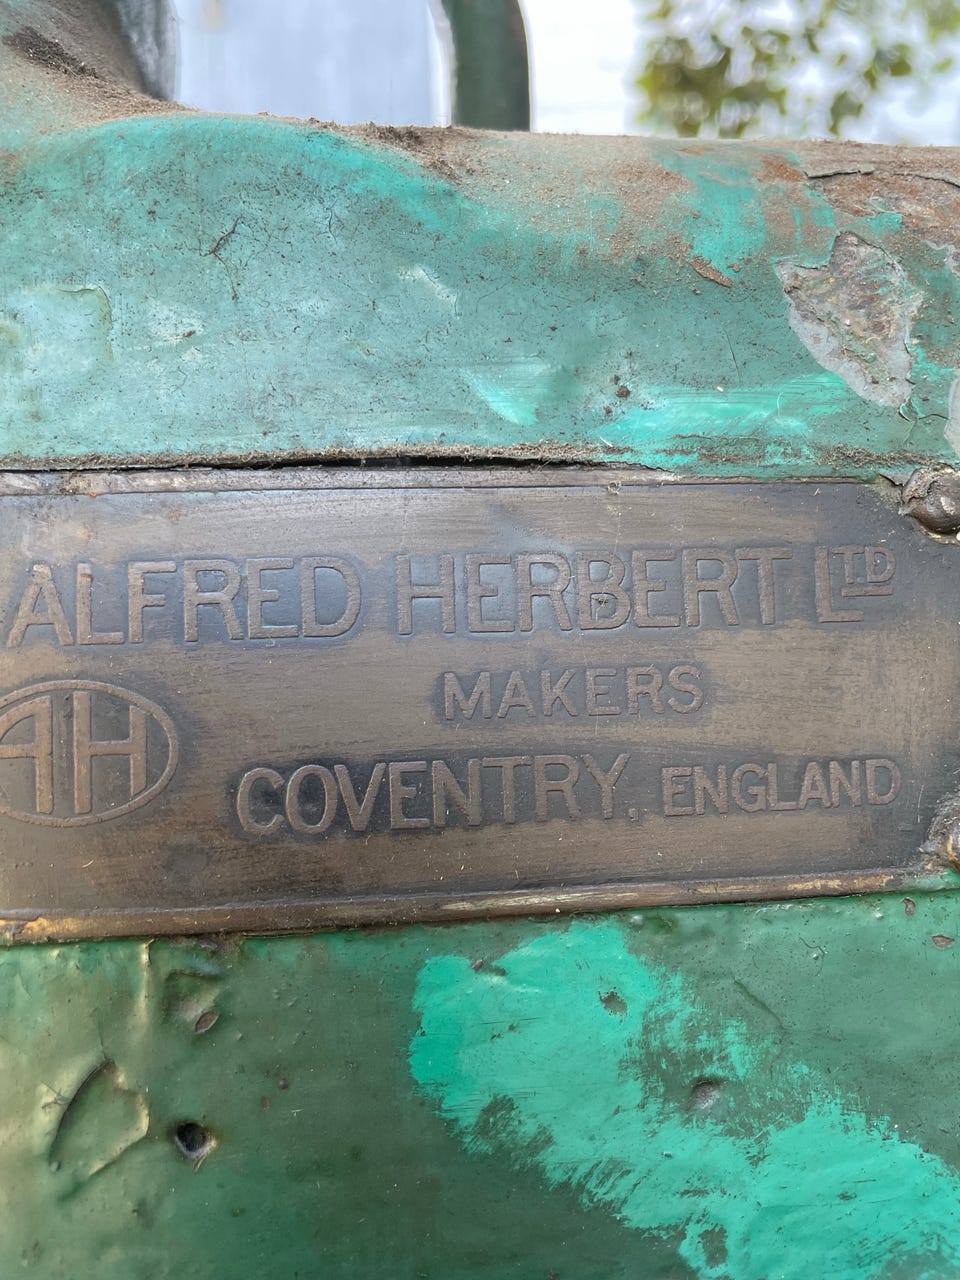 ALFRED HERBERT LTD
MAKERS
AH
COVENTRY, ENGLAND